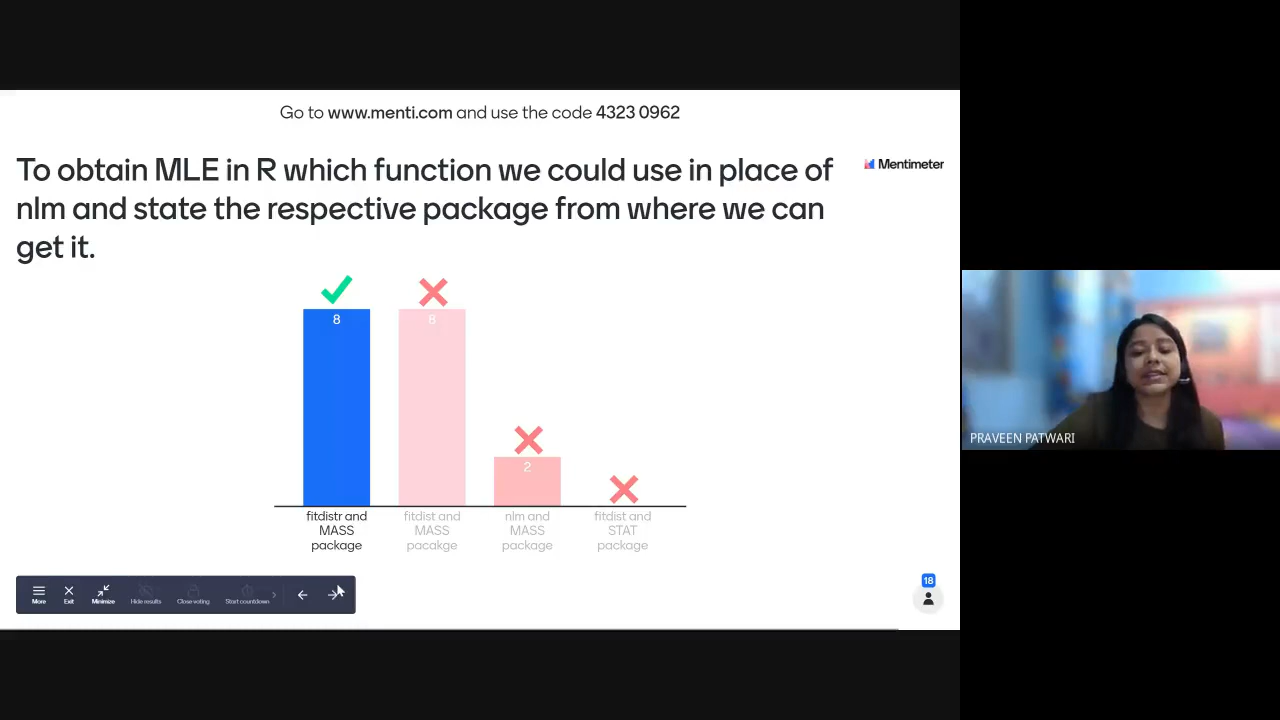 Go to www.menti.com and use the code 4323 0962
To obtain MLE in R which function we could use in place of
nlm and state the respective package from where we can
get it.
Mentimeter
8
8
2
fitdistr and
MASS
package
fitdist and
MASS
pacakge
nlm and
MASS
package
fitdist and
STAT
package
More
Exit
Minimize
Hide results
Close voting
Start countdown
18
PRAVEEN PATWARI